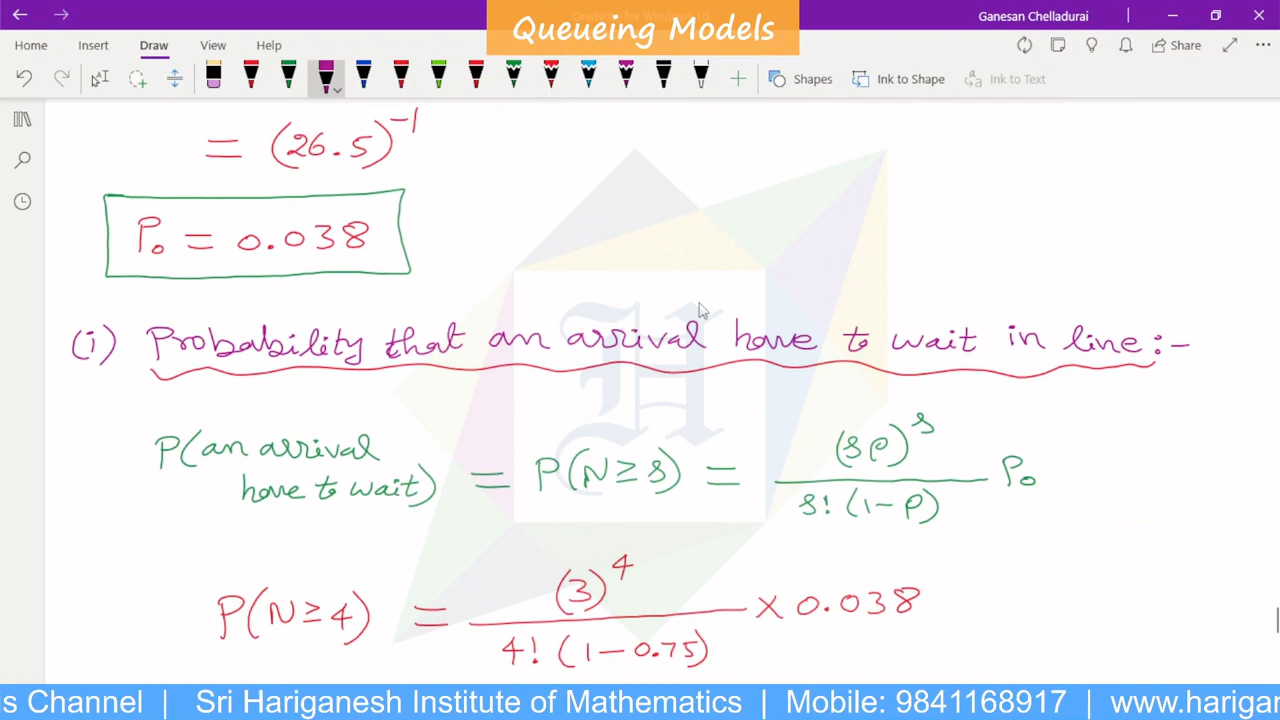 Queueing Models
Ganesan Chelladurai
Home Insert Draw View Help
Share
Shapes Ink to Shape Ink to Text
= (26.5)⁻¹
P₀ = 0.038
(i) Probability that an arrival have to wait in line:-
P(an arrival have to wait) = P(N≥s) = (sρ)^s / s! (1-ρ) P₀
P(N≥4) = (3)^4 / 4! (1-0.75) × 0.038
is Channel | Sri Hariganesh Institute of Mathematics | Mobile: 9841168917 | www.harigan